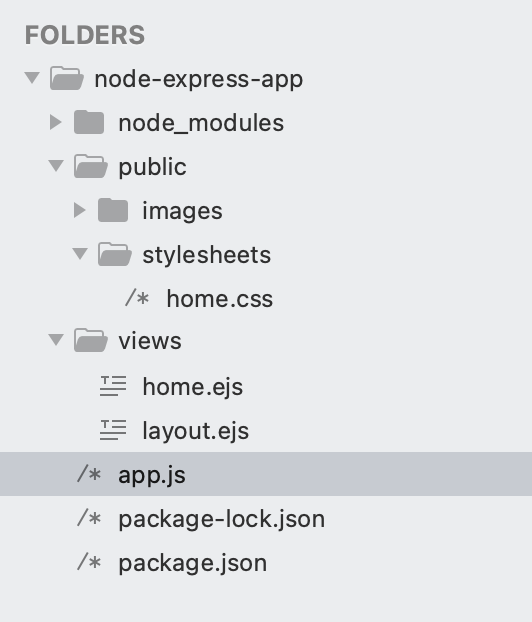 FOLDERS
node-express-app
node_modules
public
images
stylesheets
/* home.css
views
home.ejs
layout.ejs
/* app.js
/* package-lock.json
/* package.json